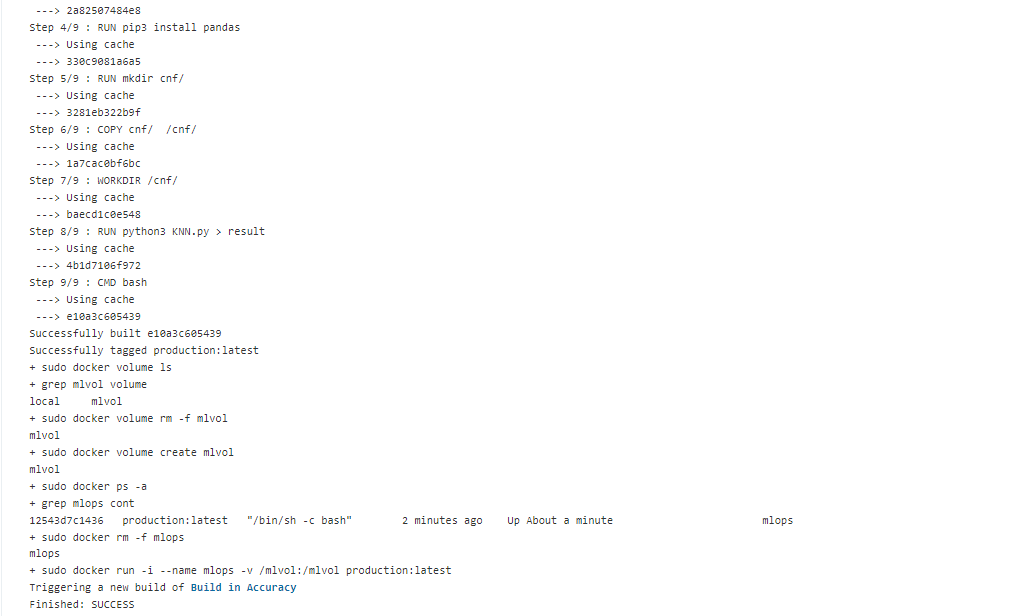 ---> 2a82507484e8
Step 4/9 : RUN pip3 install pandas
---> Using cache
---> 330c9081a6a5
Step 5/9 : RUN mkdir cnf/
---> Using cache
---> 3281eb322b9f
Step 6/9 : COPY cnf/  /cnf/
---> Using cache
---> 1a7cac0bf6bc
Step 7/9 : WORKDIR /cnf/
---> Using cache
---> baecd1c0e548
Step 8/9 : RUN python3 KNN.py > result
---> Using cache
---> 4b1d7106f972
Step 9/9 : CMD bash
---> Using cache
---> e10a3c605439
Successfully built e10a3c605439
Successfully tagged production:latest
+ sudo docker volume ls
+ grep mlvol volume
local     mlvol
+ sudo docker volume rm -f mlvol
mlvol
+ sudo docker volume create mlvol
mlvol
+ sudo docker ps -a
+ grep mlops cont
12543d7c1436   production:latest   "/bin/sh -c bash"        2 minutes ago    Up About a minute                        mlops
+ sudo docker rm -f mlops
mlops
+ sudo docker run -i --name mlops -v /mlvol:/mlvol production:latest
Triggering a new build of Build in Accuracy
Finished: SUCCESS